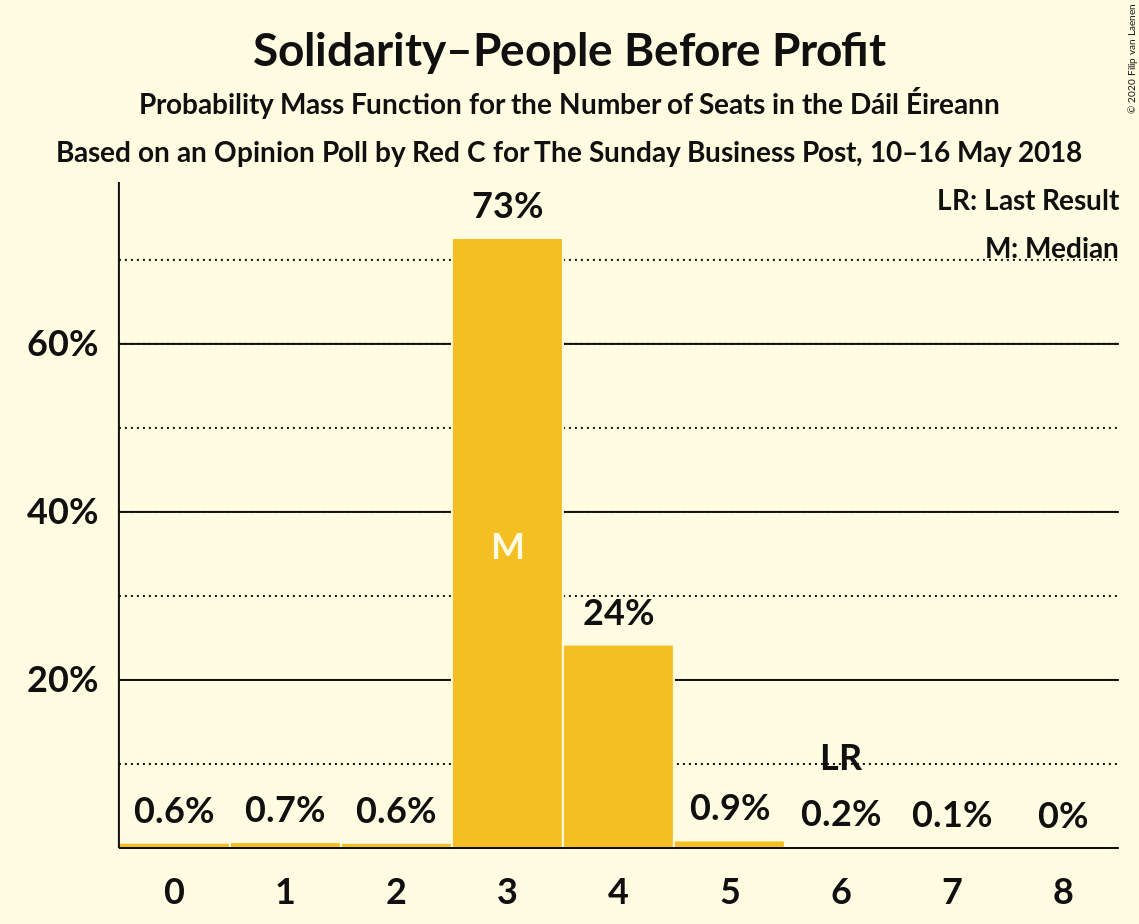 Solidarity–People Before Profit
Probability Mass Function for the Number of Seats in the Dáil Éireann
Based on an Opinion Poll by Red C for The Sunday Business Post, 10–16 May 2018
© 2020 Filip van Laenen
LR: Last Result
M: Median
73%
60%
40%
M
24%
20%
LR
0.6% 0.7% 0.6% 0.9% 0.2% 0.1% 0%
0 1 2 3 4 5 6 7 8